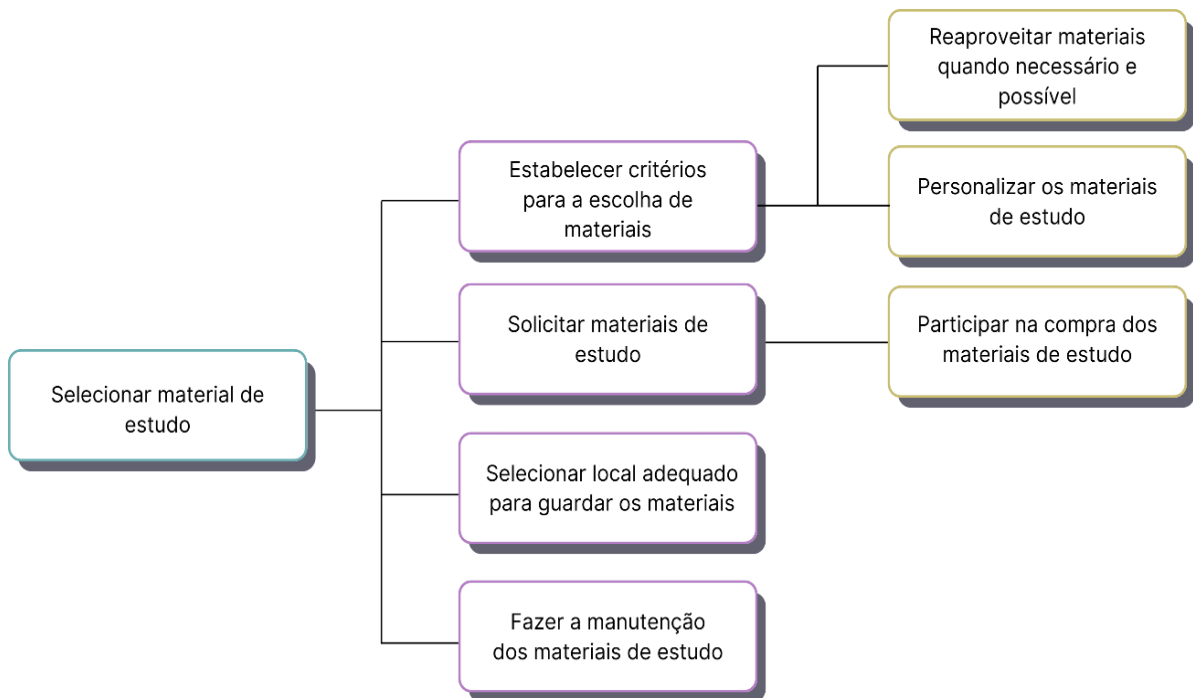 Reaproveitar materiais
quando necessário e
possível
Estabelecer critérios
para a escolha de
materiais
Personalizar os materiais
de estudo
Solicitar materiais de
estudo
Participar na compra dos
materiais de estudo
Selecionar material de
estudo
Selecionar local adequado
para guardar os materiais
Fazer a manutenção
dos materiais de estudo